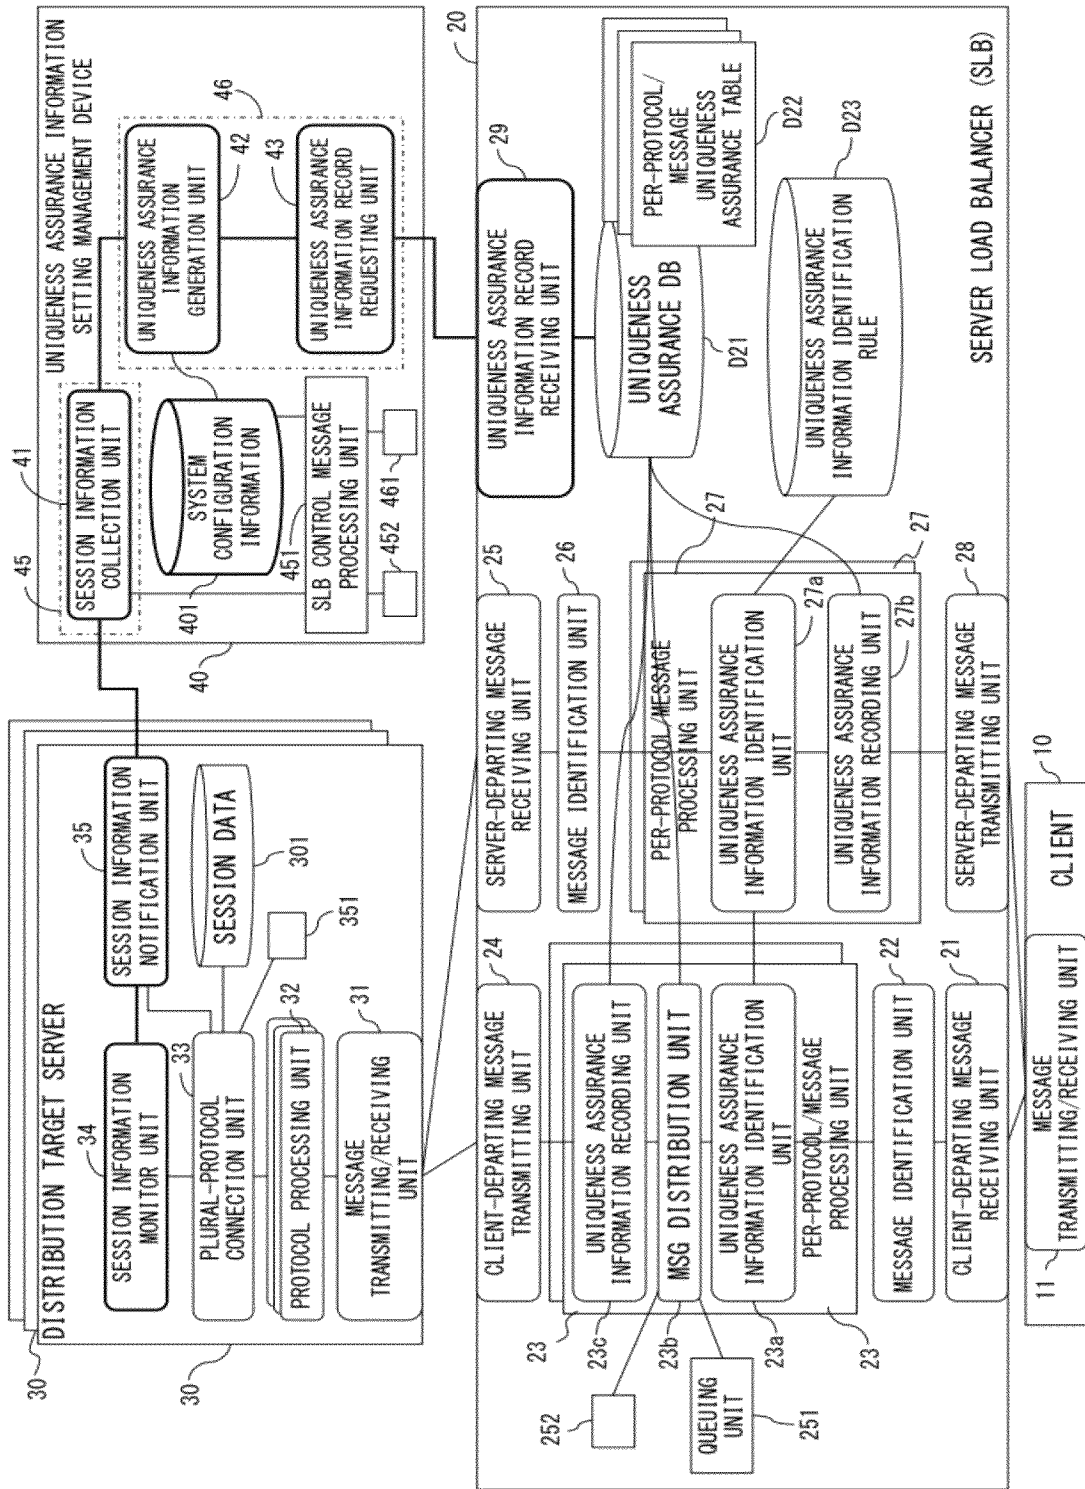 DISTRIBUTION TARGET SERVER
30
30
34
SESSION INFORMATION
MONITOR UNIT
35
SESSION INFORMATION
NOTIFICATION UNIT
33
PLURAL-PROTOCOL
CONNECTION UNIT
SESSION DATA
301
351
32
PROTOCOL PROCESSING UNIT
31
MESSAGE
TRANSMITTING/RECEIVING
UNIT
UNIQUENESS ASSURANCE INFORMATION
SETTING MANAGEMENT DEVICE
40
45
41
SESSION INFORMATION
COLLECTION UNIT
46
UNIQUENESS ASSURANCE
INFORMATION
GENERATION UNIT
42
UNIQUENESS ASSURANCE
INFORMATION RECORD
REQUESTING UNIT
43
401
SYSTEM
CONFIGURATION
INFORMATION
451
SLB CONTROL MESSAGE
PROCESSING UNIT
452
461
20
SERVER LOAD BALANCER (SLB)
24
CLIENT-DEPARTING MESSAGE
TRANSMITTING UNIT
23
23c
UNIQUENESS ASSURANCE
INFORMATION RECORDING UNIT
23b
MSG DISTRIBUTION UNIT
23a
UNIQUENESS ASSURANCE
INFORMATION IDENTIFICATION
UNIT
PER-PROTOCOL/MESSAGE
PROCESSING UNIT
23
252
QUEUING
UNIT
251
22
MESSAGE IDENTIFICATION UNIT
21
CLIENT-DEPARTING MESSAGE
RECEIVING UNIT
25
SERVER-DEPARTING MESSAGE
RECEIVING UNIT
26
MESSAGE IDENTIFICATION UNIT
27
27
PER-PROTOCOL/MESSAGE
PROCESSING UNIT
UNIQUENESS ASSURANCE
INFORMATION IDENTIFICATION
UNIT
27a
UNIQUENESS ASSURANCE
INFORMATION RECORDING UNIT
27b
28
SERVER-DEPARTING MESSAGE
TRANSMITTING UNIT
29
UNIQUENESS ASSURANCE
INFORMATION RECORD
RECEIVING UNIT
UNIQUENESS
ASSURANCE DB
D21
PER-PROTOCOL/
MESSAGE
UNIQUENESS
ASSURANCE TABLE
D22
UNIQUENESS ASSURANCE
INFORMATION IDENTIFICATION
RULE
D23
10
CLIENT
11
MESSAGE
TRANSMITTING/RECEIVING UNIT